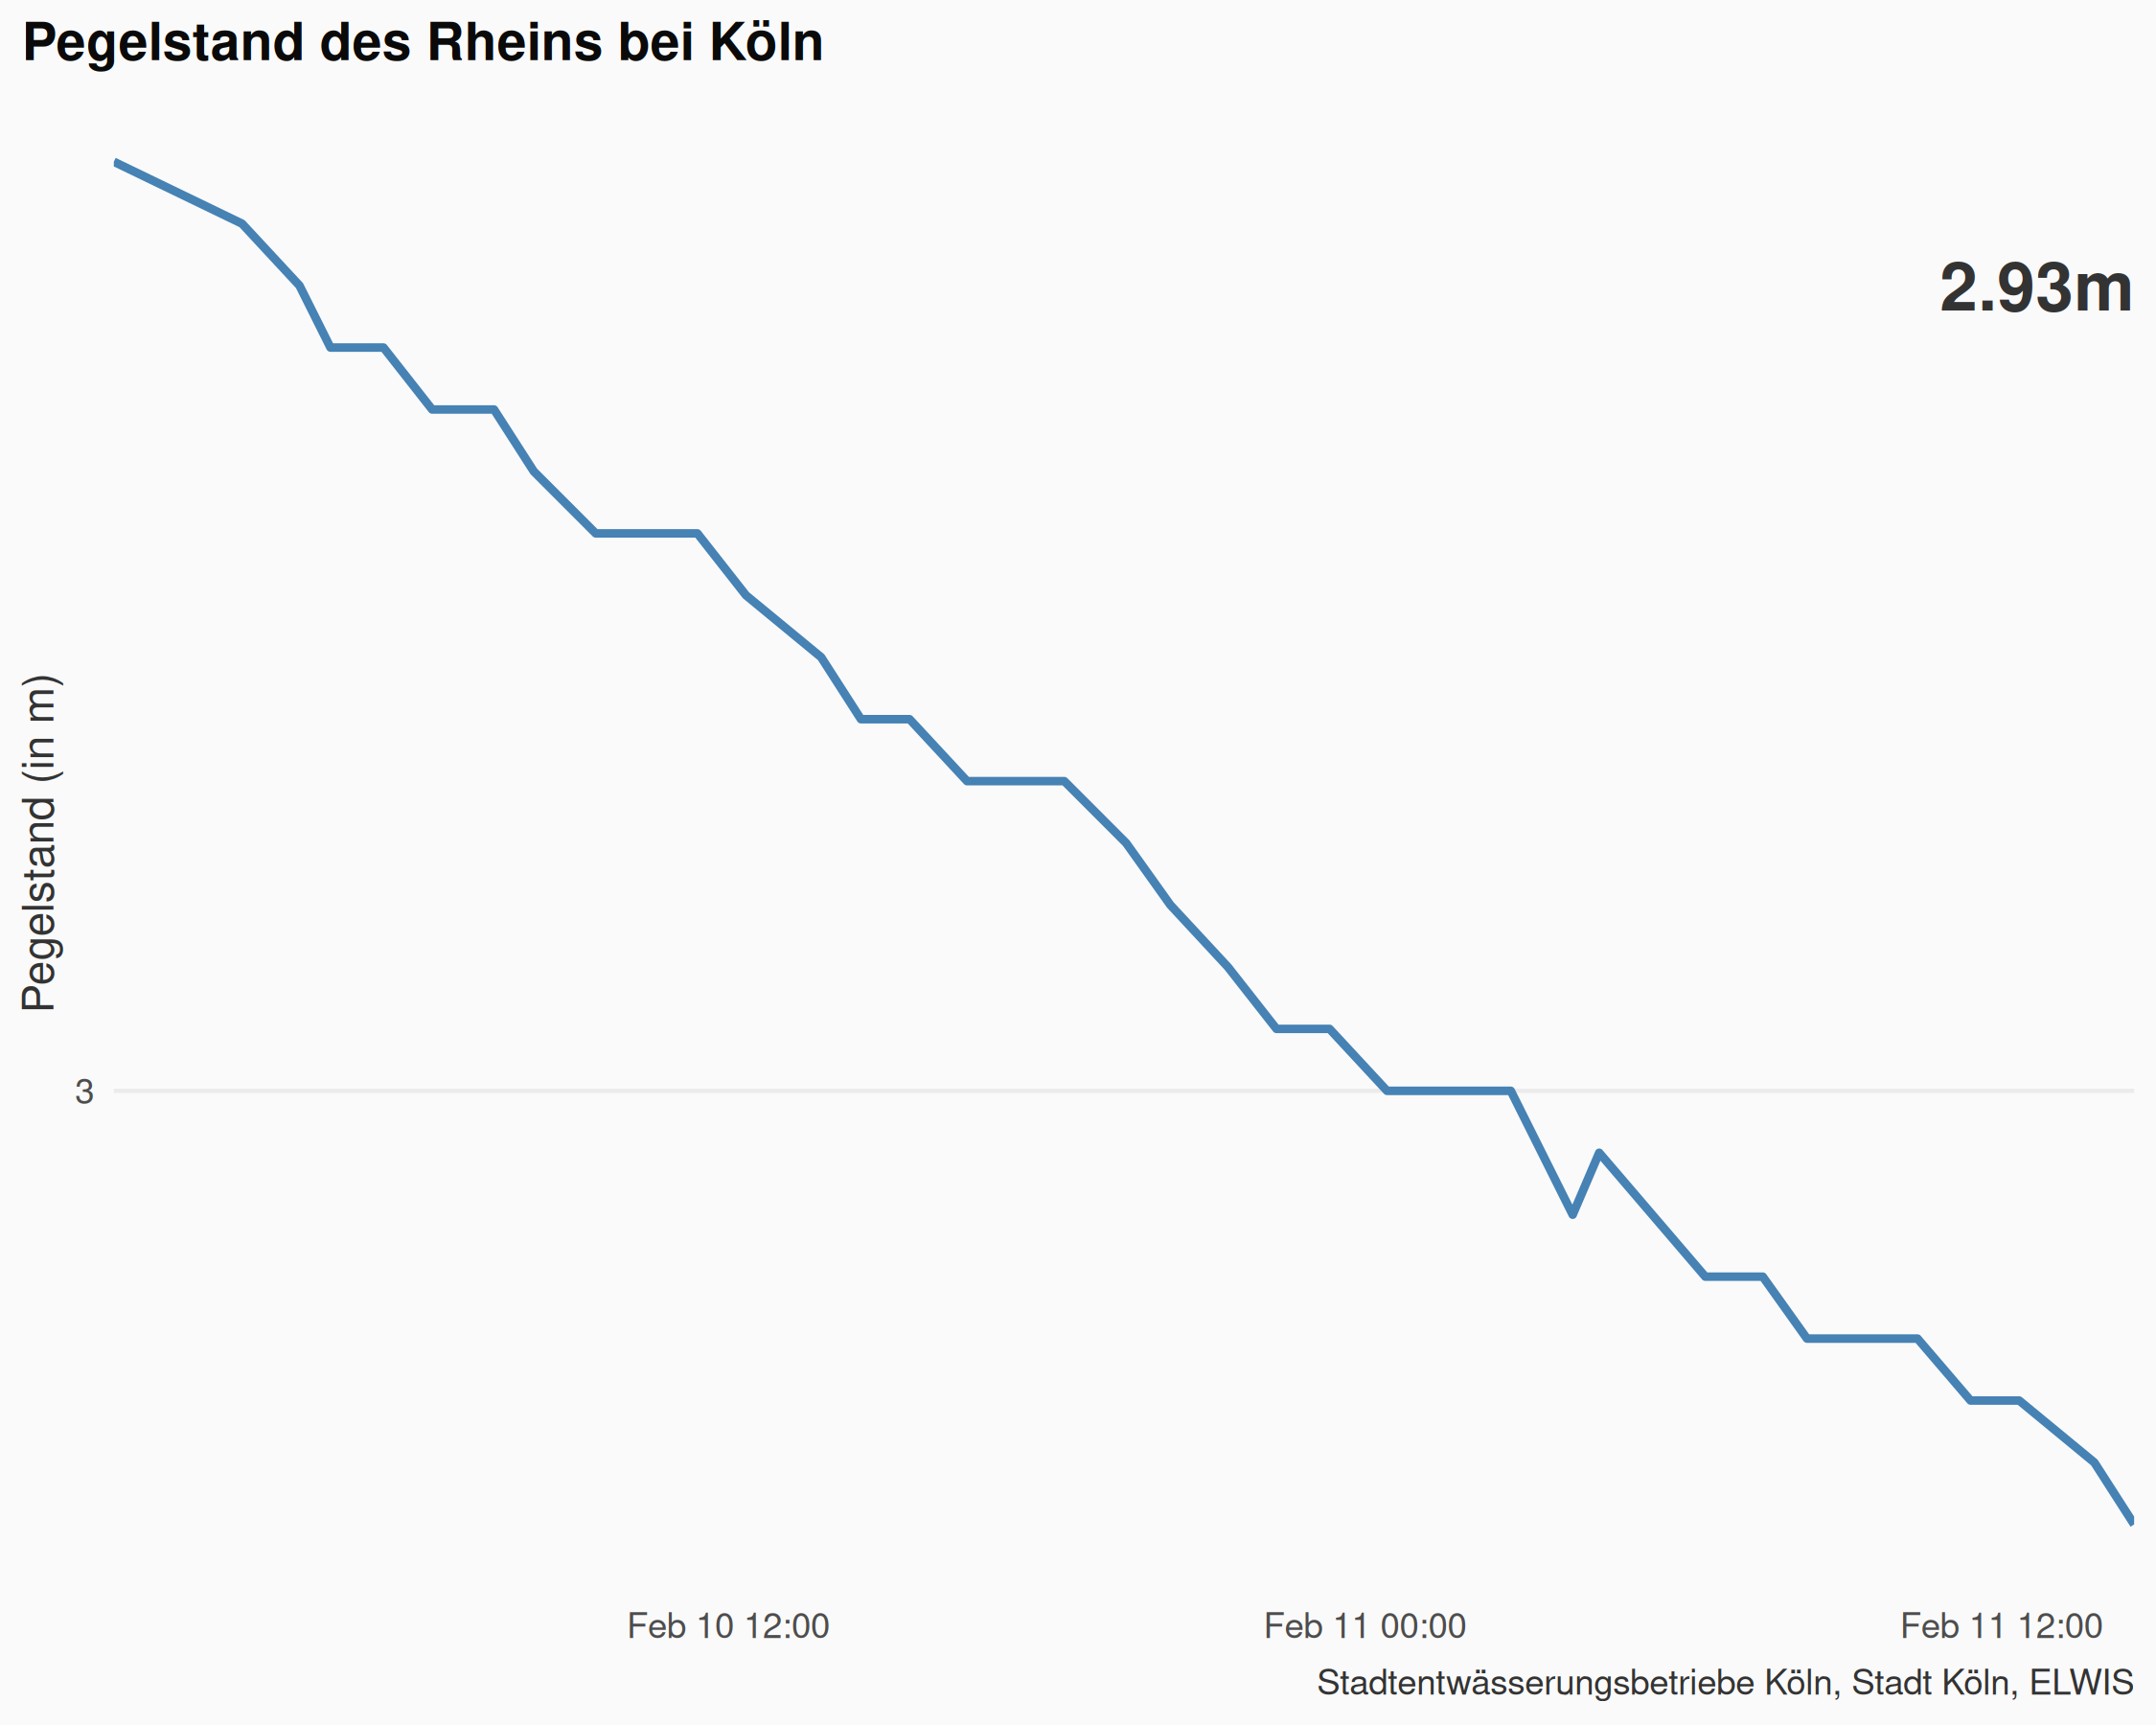 Pegelstand des Rheins bei Köln
2.93m
Pegelstand (in m)
3
Feb 10 12:00
Feb 11 00:00
Feb 11 12:00
Stadtentwässerungsbetriebe Köln, Stadt Köln, ELWIS